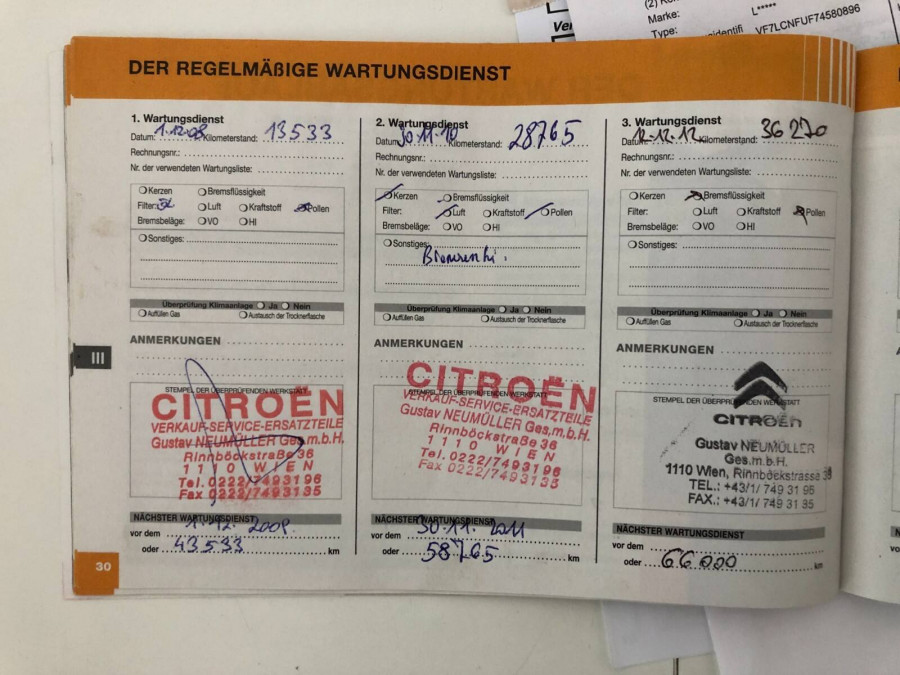 (2)
Marke:
L*****
Type:
VF7LCNFUF74580896
DER REGELMÄßIGE WARTUNGSDIENST
1. Wartungsdienst
Datum: 1.12.08 Kilometerstand: 13533
Rechnungsnr.:
Nr. der verwendeten Wartungsliste:
Kerzen Bremsflüssigkeit
Filter: Luft Kraftstoff Pollen
Bremsbeläge: VO HI
Sonstiges:
Überprüfung Klimaanlage Ja Nein
Auffüllen Gas Austausch der Trocknerflasche
ANMERKUNGEN
STEMPEL DER ÜBERPRÜFENDEN WERKSTATT
CITROËN
VERKAUF-SERVICE-ERSATZTEILE
Gustav NEUMÜLLER Ges.m.b.H.
Rinnböckstraße 36
1110 WIEN
Tel. 0222/7493196
Fax 0222/7493135
NÄCHSTER WARTUNGSDIENST
vor dem 1.12.2009
oder 43533 km
2. Wartungsdienst
Datum: 30.11.10 Kilometerstand: 28765
Rechnungsnr.:
Nr. der verwendeten Wartungsliste:
Kerzen Bremsflüssigkeit
Filter: Luft Kraftstoff Pollen
Bremsbeläge: VO HI
Sonstiges:
Überprüfung Klimaanlage Ja Nein
Auffüllen Gas Austausch der Trocknerflasche
ANMERKUNGEN
STEMPEL DER ÜBERPRÜFENDEN WERKSTATT
CITROËN
VERKAUF-SERVICE-ERSATZTEILE
Gustav NEUMÜLLER Ges.m.b.H.
Rinnböckstraße 36
1110 WIEN
Tel. 0222/7493196
Fax 0222/7493135
NÄCHSTER WARTUNGSDIENST
vor dem 30.11.2011
oder 58765 km
3. Wartungsdienst
Datum: 12.12.12 Kilometerstand: 36270
Rechnungsnr.:
Nr. der verwendeten Wartungsliste:
Kerzen Bremsflüssigkeit
Filter: Luft Kraftstoff Pollen
Bremsbeläge: VO HI
Sonstiges:
Überprüfung Klimaanlage Ja Nein
Auffüllen Gas Austausch der Trocknerflasche
ANMERKUNGEN
STEMPEL DER ÜBERPRÜFENDEN WERKSTATT
CITROËN
Gustav NEUMÜLLER
Ges.m.b.H.
1110 Wien, Rinnböckstrasse 36
TEL.: +43/1/ 749 31 96
FAX.: +43/1/ 749 31 35
NÄCHSTER WARTUNGSDIENST
vor dem
oder 66000 km
III
30